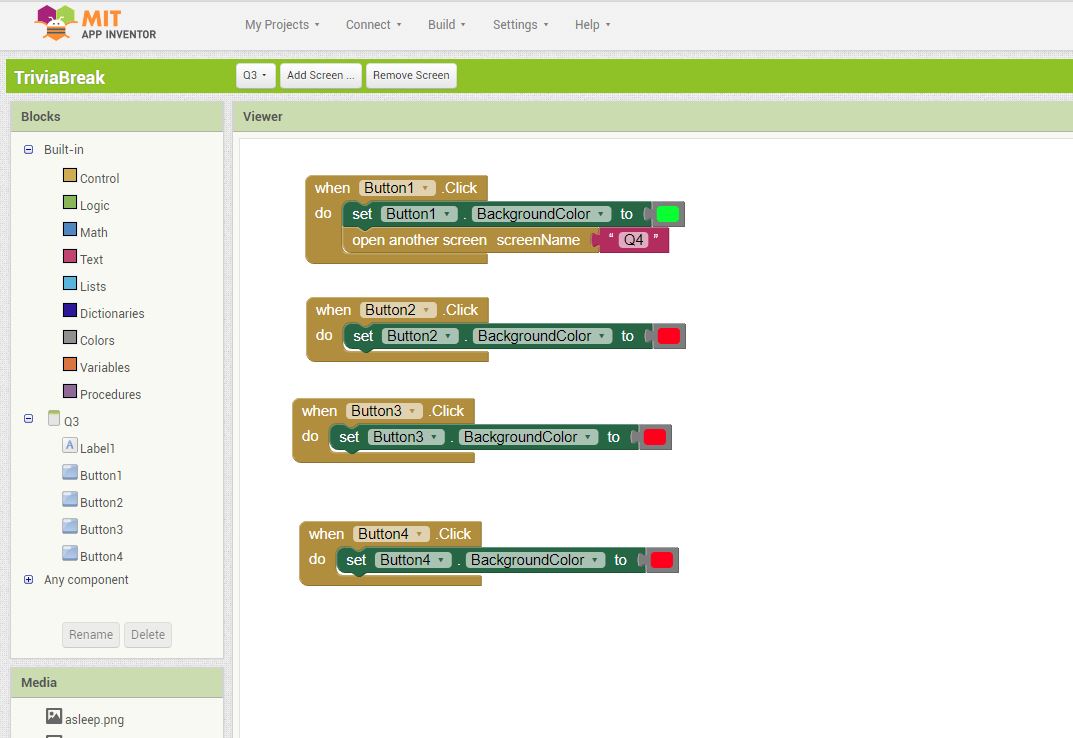 MIT
APP INVENTOR
My Projects Connect Build Settings Help
TriviaBreak
Q3 Add Screen ... Remove Screen
Blocks
Viewer
Built-in
Control
Logic
Math
Text
Lists
Dictionaries
Colors
Variables
Procedures
Q3
A Label1
Button1
Button2
Button3
Button4
Any component
Rename Delete
Media
asleep.png
when Button1 .Click
do set Button1 . BackgroundColor to
open another screen screenName “ Q4 ”
when Button2 .Click
do set Button2 . BackgroundColor to
when Button3 .Click
do set Button3 . BackgroundColor to
when Button4 .Click
do set Button4 . BackgroundColor to